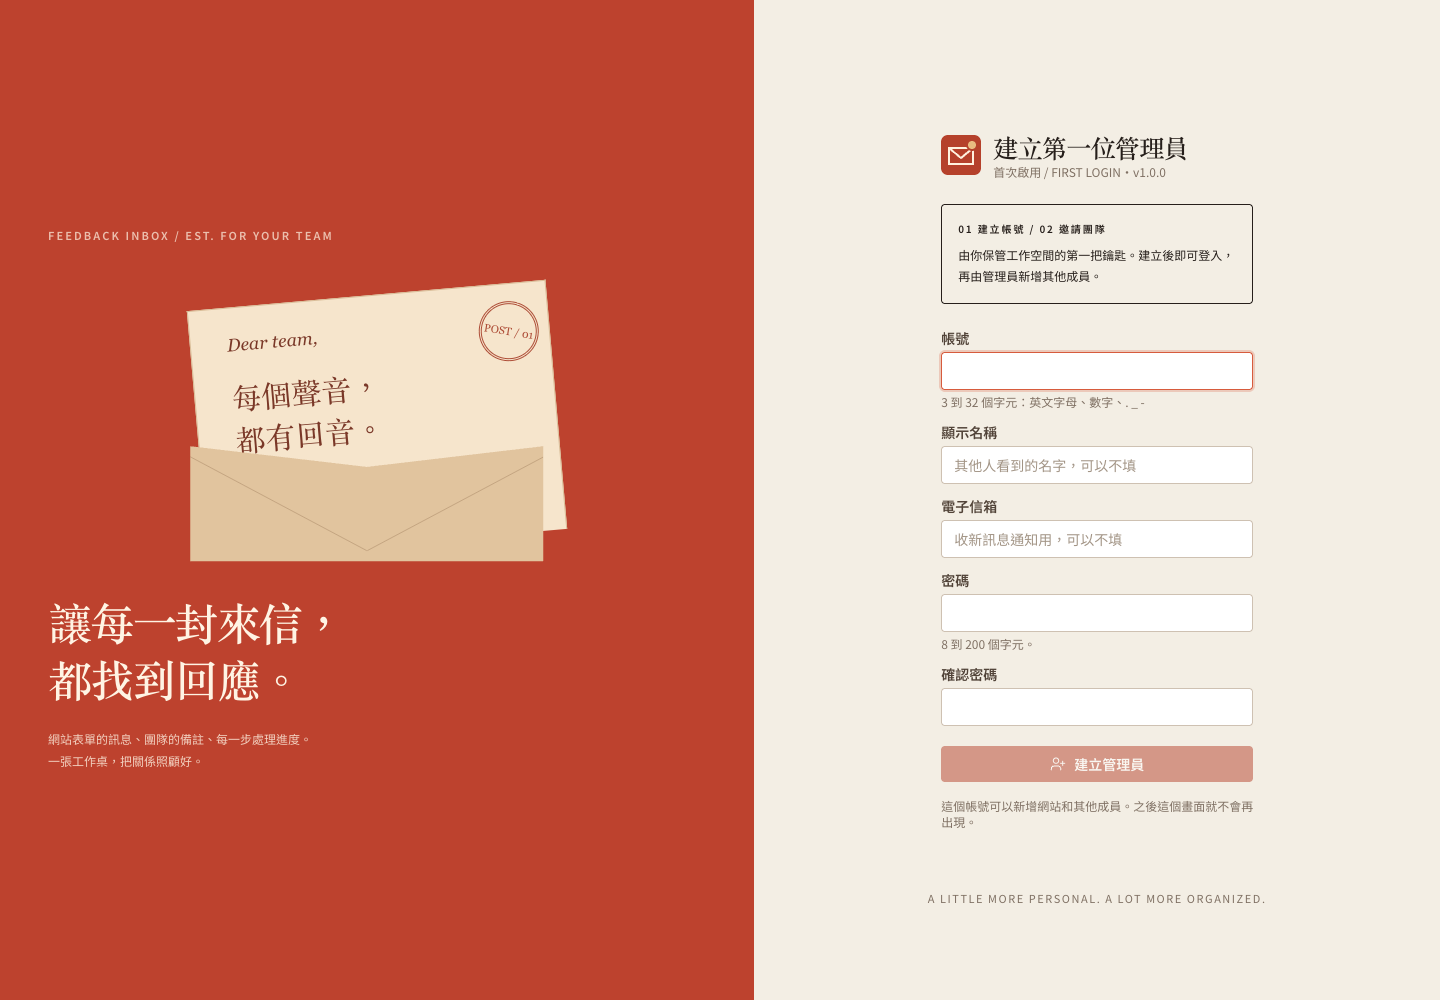 FEEDBACK INBOX / EST. FOR YOUR TEAM
Dear team,
POST / 01
每個聲音，
都有回音。
讓每一封來信，
都找到回應。
網站表單的訊息、團隊的備註、每一步處理進度。
一張工作桌，把關係照顧好。
建立第一位管理員
首次啟用 / FIRST LOGIN・v1.0.0
01 建立帳號 / 02 邀請團隊
由你保管工作空間的第一把鑰匙。建立後即可登入，
再由管理員新增其他成員。
帳號
3 到 32 個字元：英文字母、數字、. _ -
顯示名稱
其他人看到的名字，可以不填
電子信箱
收新訊息通知用，可以不填
密碼
8 到 200 個字元。
確認密碼
建立管理員
這個帳號可以新增網站和其他成員。之後這個畫面就不會再
出現。
A LITTLE MORE PERSONAL. A LOT MORE ORGANIZED.